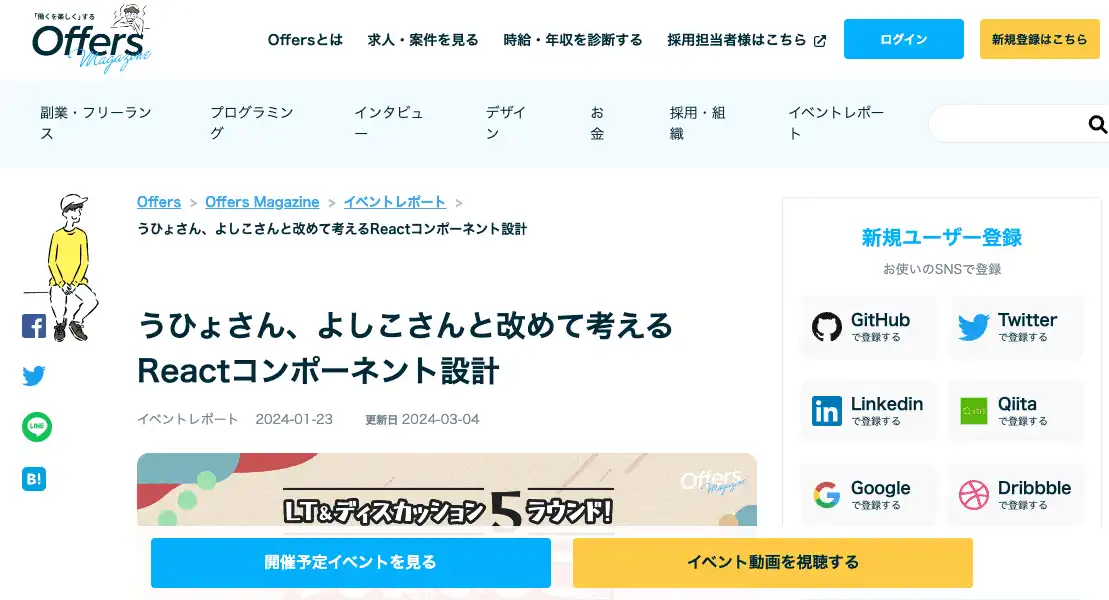 「働くを楽しく」する
Offers
Magazine
Offersとは
求人・案件を見る
時給・年収を診断する
採用担当者様はこちら
ログイン
新規登録はこちら
副業・フリーラン
ス
プログラミン
グ
インタビュ
ー
デザイ
ン
お
金
採用・組
織
イベントレポー
ト
Offers > Offers Magazine > イベントレポート >
うひょさん、よしこさんと改めて考えるReactコンポーネント設計
うひょさん、よしこさんと改めて考える
Reactコンポーネント設計
イベントレポート 2024-01-23 更新日 2024-03-04
LINE
B!
Offers
Magazine
LT&ディスカッション5ラウンド!
開催予定イベントを見る
イベント動画を視聴する
新規ユーザー登録
お使いのSNSで登録
GitHub
で登録する
Twitter
で登録する
Linkedin
で登録する
Qiita
で登録する
Google
で登録する
Dribbble
で登録する